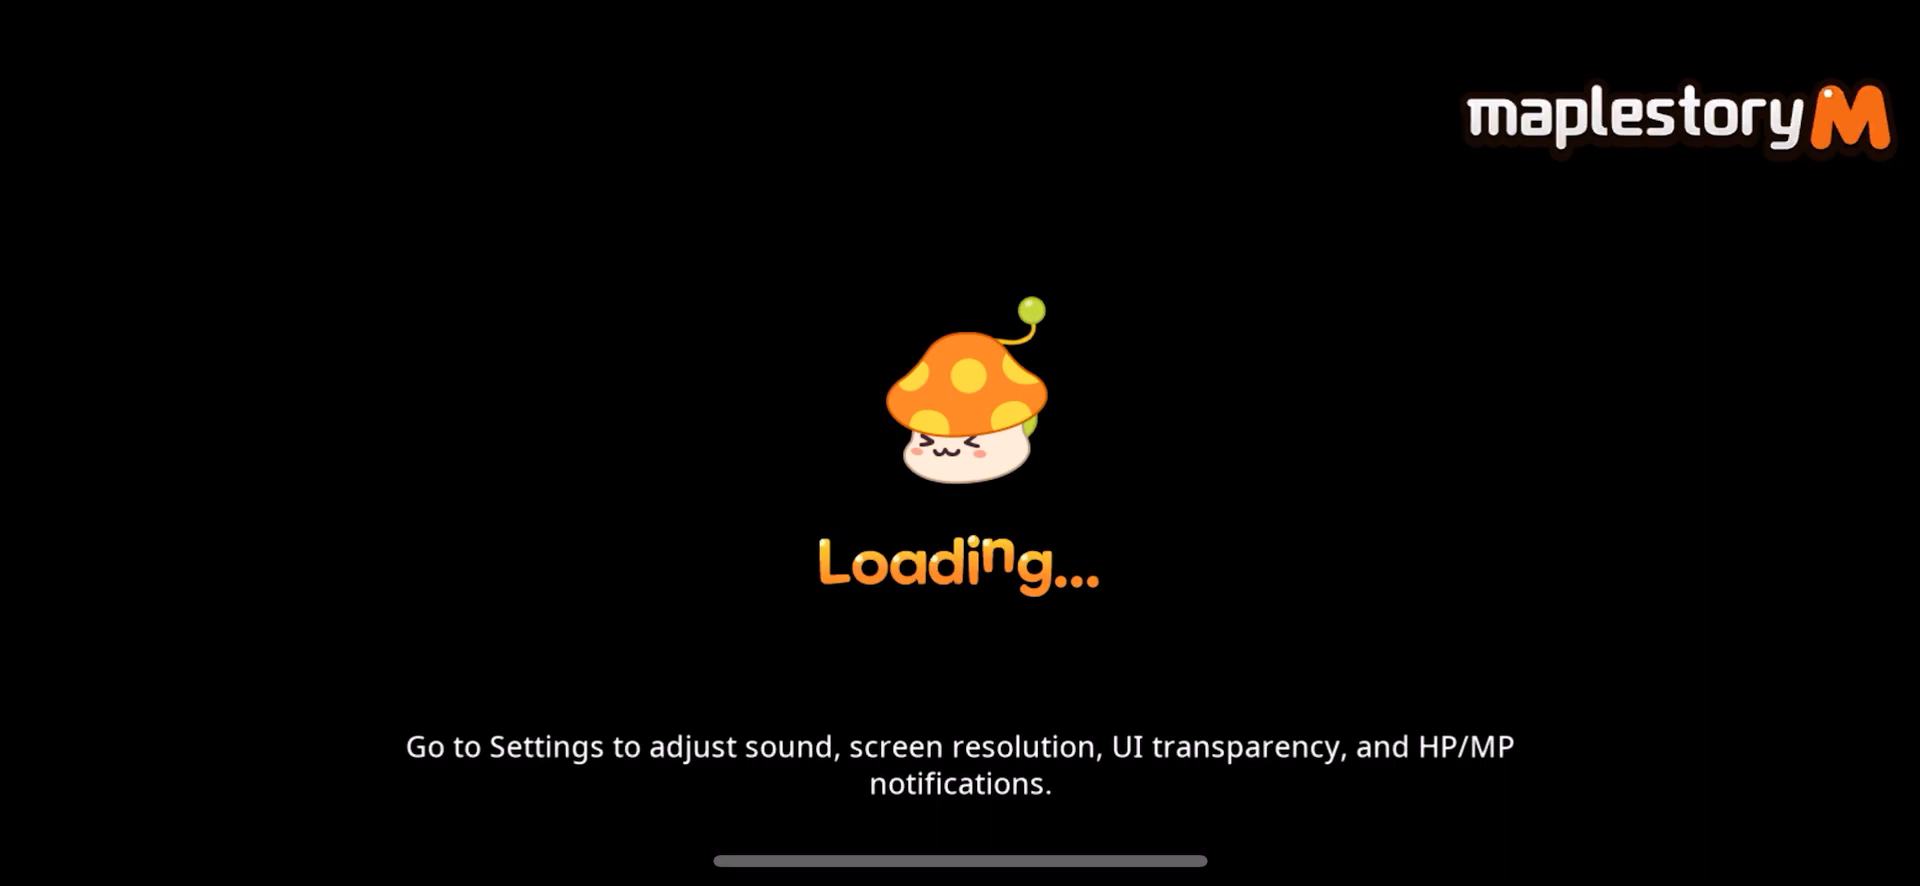 maplestory M
Loading...
Go to Settings to adjust sound, screen resolution, UI transparency, and HP/MP
notifications.